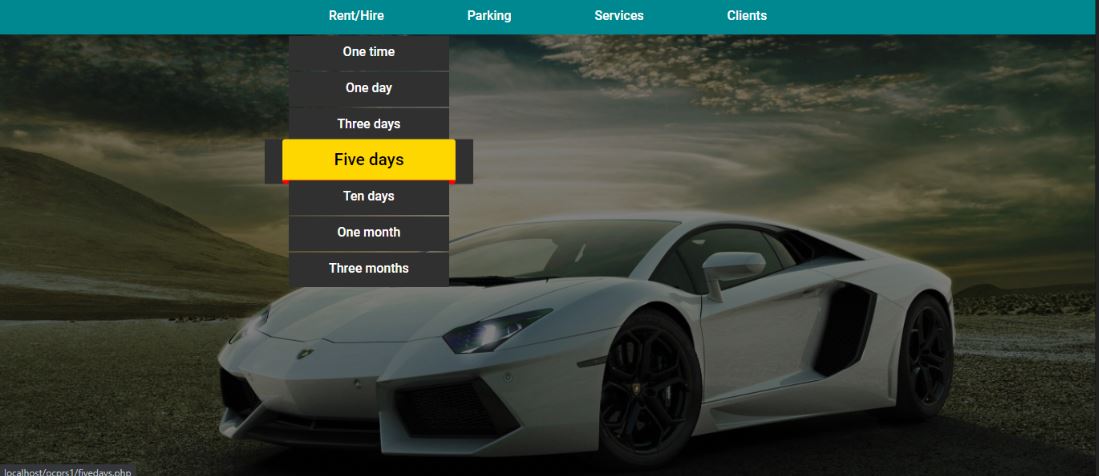 Rent/Hire Parking Services Clients
One time
One day
Three days
Five days
Ten days
One month
Three months
localhost/ocprs1/fivedays.php